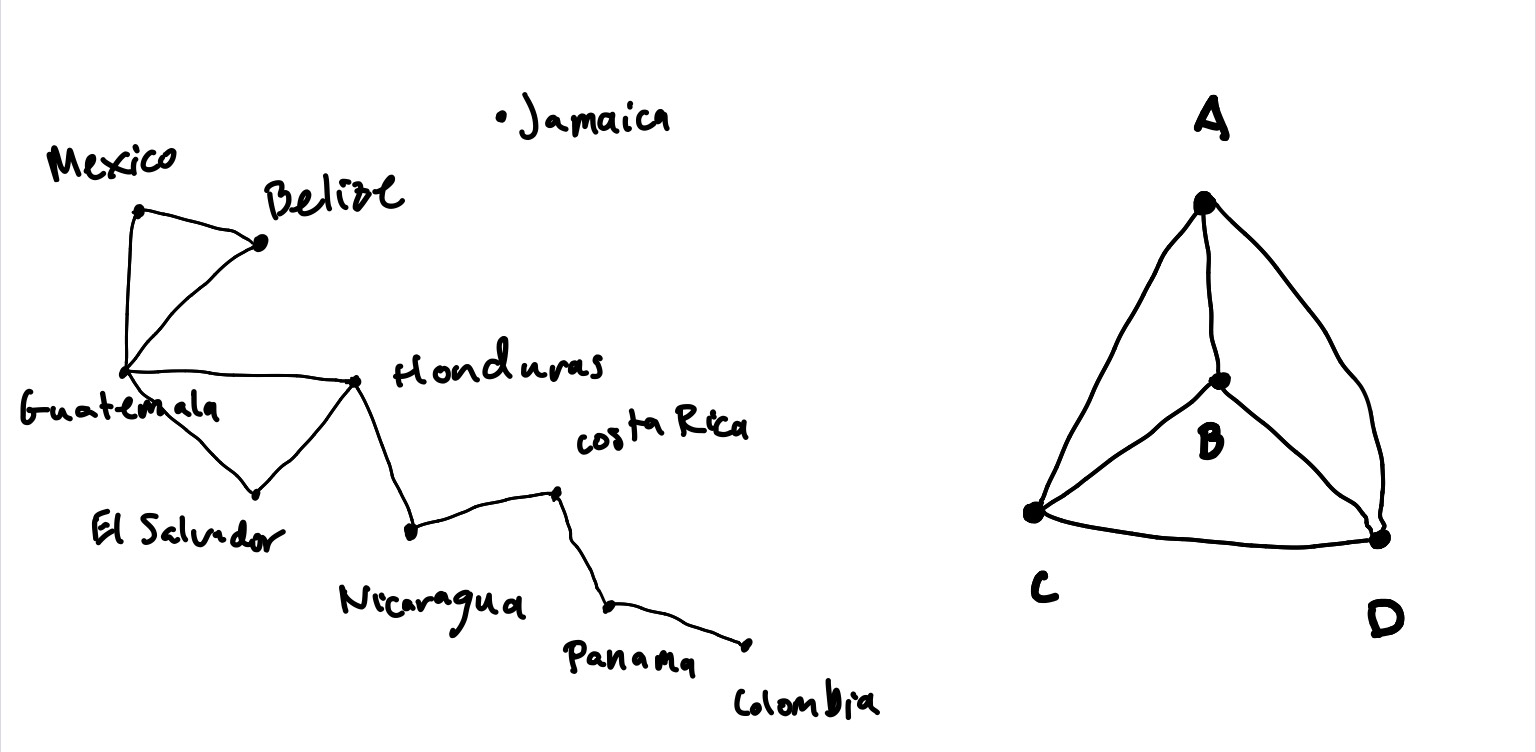 Jamaica
Mexico
Belize
Guatemala
Honduras
costa Rica
El Salvador
Nicaragua
Panama
Colombia
A
B
C
D